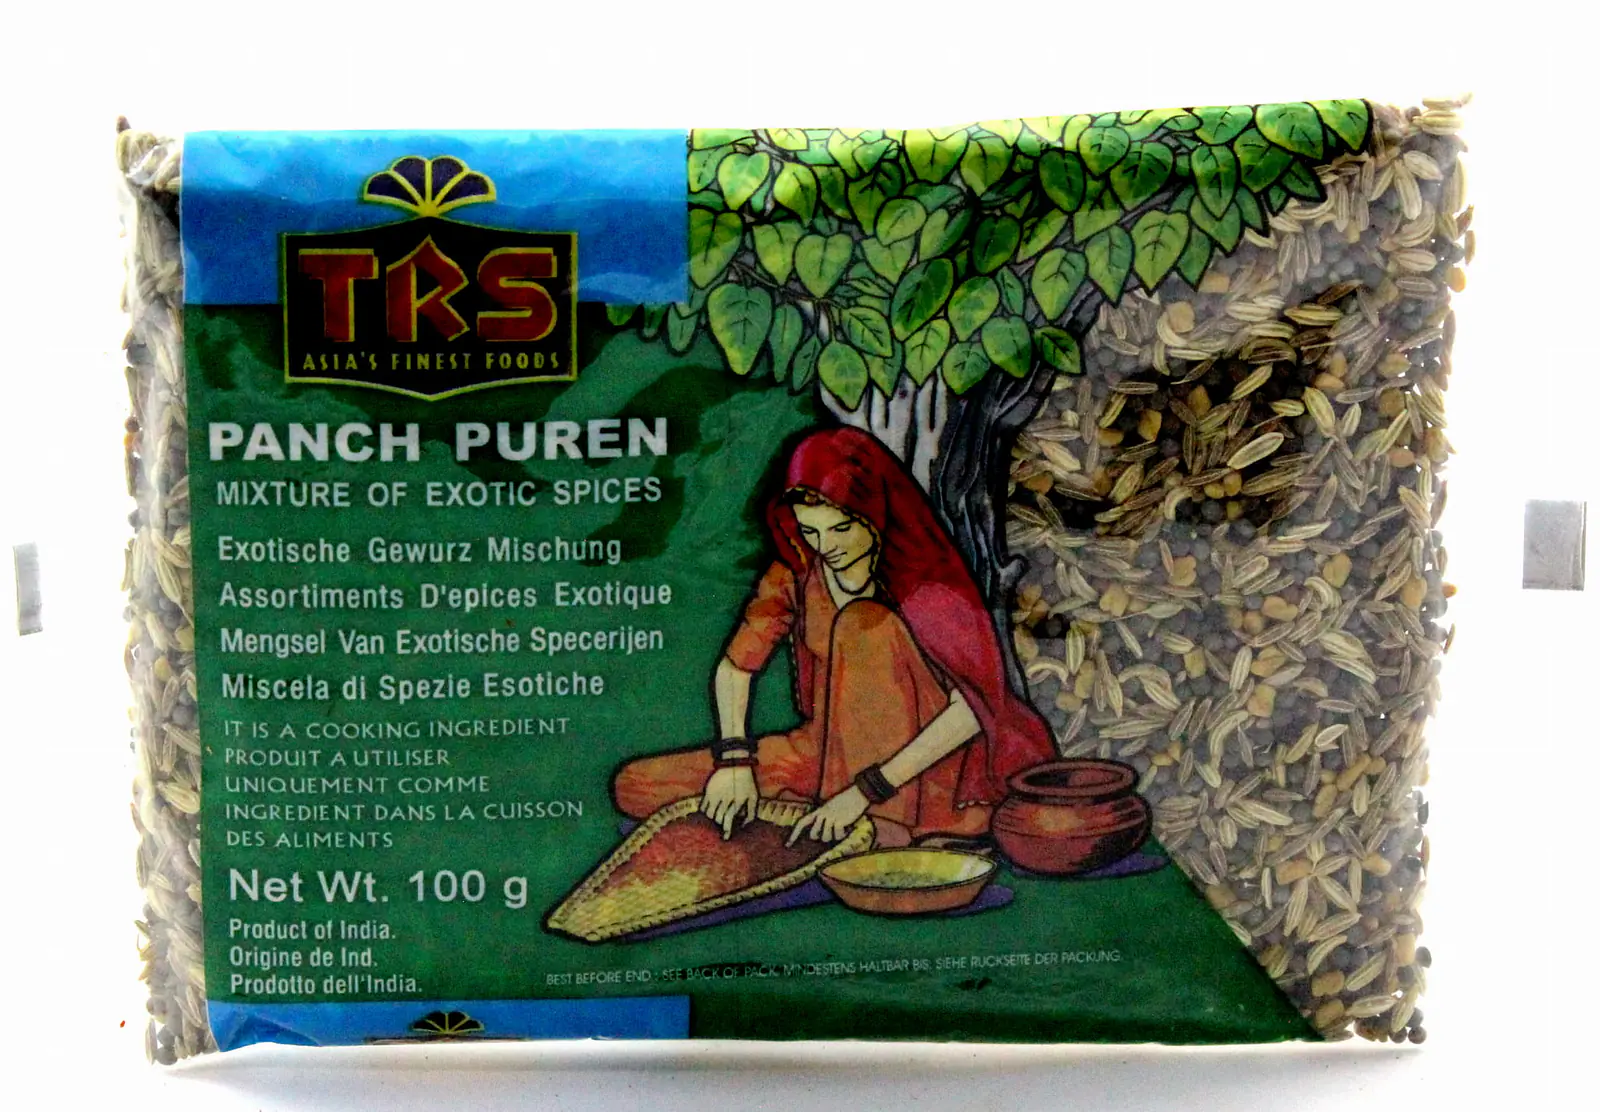 TRS
ASIA'S FINEST FOODS
PANCH PUREN
MIXTURE OF EXOTIC SPICES
Exotische Gewurz Mischung
Assortiments D'epices Exotique
Mengsel Van Exotische Specerijen
Miscela di Spezie Esotiche
IT IS A COOKING INGREDIENT
PRODUIT A UTILISER
UNIQUEMENT COMME
INGREDIENT DANS LA CUISSON
DES ALIMENTS
Net Wt. 100 g
Product of India.
Origine de Ind.
Prodotto dell'India.
BEST BEFORE END : SEE BACK OF PACK. MINDESTENS HALTBAR BIS: SIEHE RUCKSEITE DER PACKUNG.